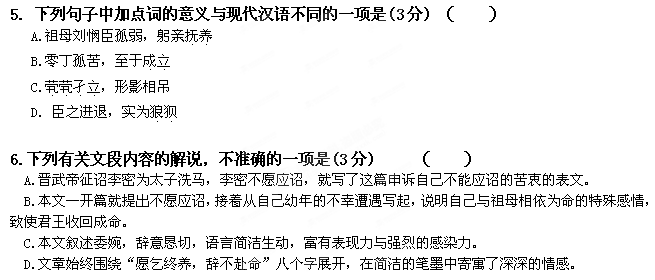 5. 下列句子中加点词的意义与现代汉语不同的一项是(3分) (    )
A.祖母刘悯臣孤弱，躬亲抚养
B.零丁孤苦，至于成立
C.茕茕孑立，形影相吊
D. 臣之进退，实为狼狈
6.下列有关文段内容的解说，不准确的一项是(3分)    (    )
A.晋武帝征诏李密为太子洗马，李密不愿应诏，就写了这篇申诉自己不能应诏的苦衷的表文。
B.本文一开篇就提出不愿应诏，接着从自己幼年的不幸遭遇写起，说明自己与祖母相依为命的特殊感情，
致使君王收回成命。
C.本文叙述委婉，辞意恳切，语言简洁生动，富有表现力与强烈的感染力。
D.文章始终围绕“愿乞终养，辞不赴命”八个字展开，在简洁的笔墨中寄寓了深深的情感。